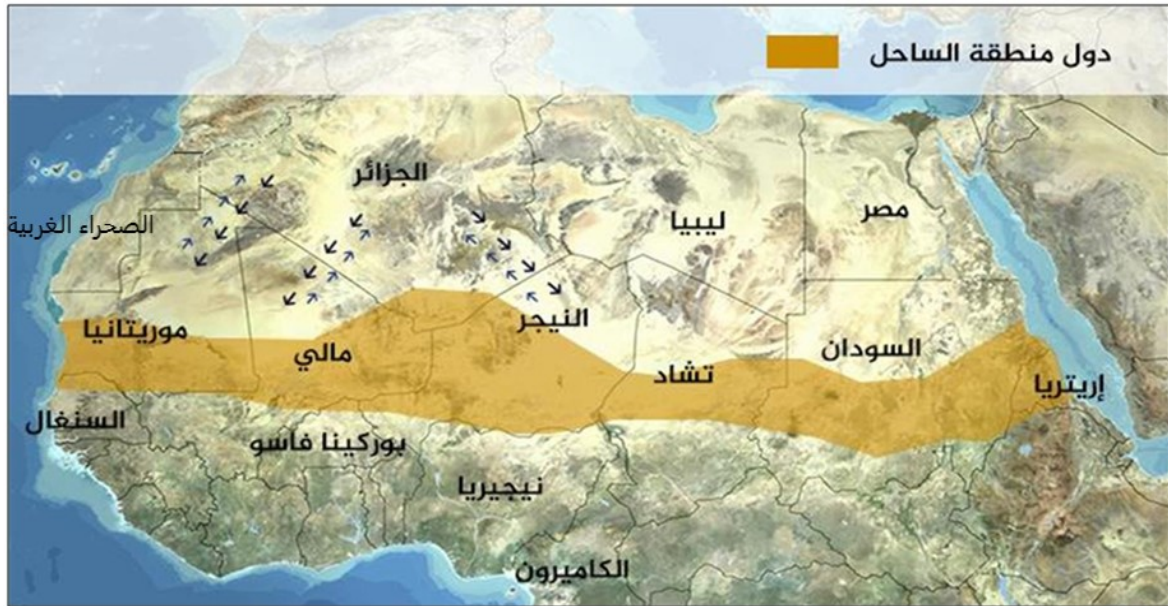 دول منطقة الساحل
الجزائر
مصر
ليبيا
الصحراء الغربية
النيجر
موريتانيا
السودان
مالي
تشاد
إريتريا
السنغال
بوركينا فاسو
نيجيريا
الكاميرون